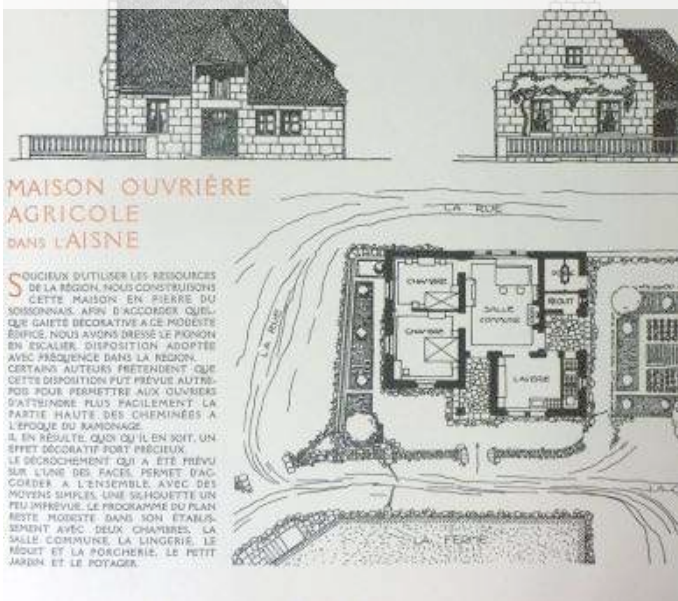 MAISON OUVRIÈRE
AGRICOLE
DANS L'AISNE
SOUCIEUX D'UTILISER LES RESSOURCES
DE LA RÉGION, NOUS CONSTRUISONS
CETTE MAISON EN PIERRE DU
SOISSONNAIS. AFIN D'ACCORDER QUEL-
QUE GAIETÉ DÉCORATIVE A CE MODESTE
ÉDIFICE, NOUS AVONS DRESSÉ LE PIGNON
EN ESCALIER, DISPOSITION ADOPTÉE
AVEC FRÉQUENCE DANS LA RÉGION.
CERTAINS AUTEURS PRÉTENDENT QUE
CETTE DISPOSITION FUT PRÉVUE AUTRE-
FOIS POUR PERMETTRE AUX OUVRIERS
D'ATTEINDRE PLUS FACILEMENT LA
PARTIE HAUTE DES CHEMINÉES A
L'ÉPOQUE DU RAMONAGE.
IL EN RÉSULTE, QUOI QU'IL EN SOIT, UN
EFFET DÉCORATIF FORT PRÉCIEUX.
LE DÉCROCHEMENT QUI A ÉTÉ PRÉVU
SUR L'UNE DES FACES, PERMET D'AC-
CORDER A L'ENSEMBLE, AVEC DES
MOYENS SIMPLES, UNE SILHOUETTE UN
PEU IMPRÉVUE. LE PROGRAMME DU PLAN
RESTE MODESTE DANS SON ÉTABLIS-
SEMENT AVEC DEUX CHAMBRES, LA
SALLE COMMUNE, LA LINGERIE, LE
RÉDUIT ET LA PORCHERIE, LE PETIT
JARDIN ET LE POTAGER.
LA RUE
LA RUE
CHAMBRE
CHAMBRE
SALLE
COMMUNE
RÉDUIT
LAVERIE
LA FERME